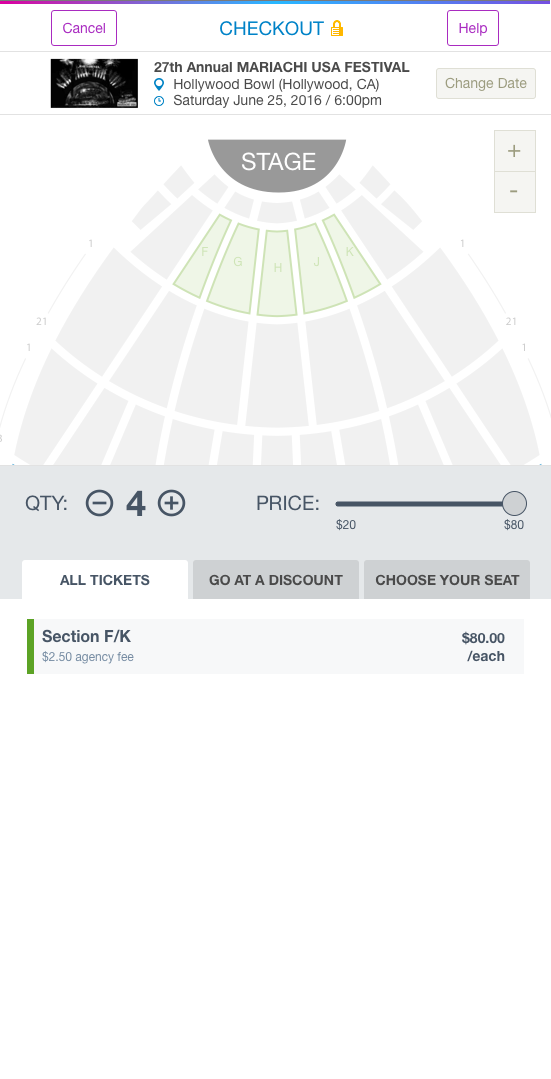 Cancel
CHECKOUT
Help
27th Annual MARIACHI USA FESTIVAL
Hollywood Bowl (Hollywood, CA)
Saturday June 25, 2016 / 6:00pm
Change Date
STAGE
+
-
F
G
H
J
K
1
1
21
21
1
1
QTY:
4
PRICE:
$20
$80
ALL TICKETS
GO AT A DISCOUNT
CHOOSE YOUR SEAT
Section F/K
$80.00
$2.50 agency fee
/each